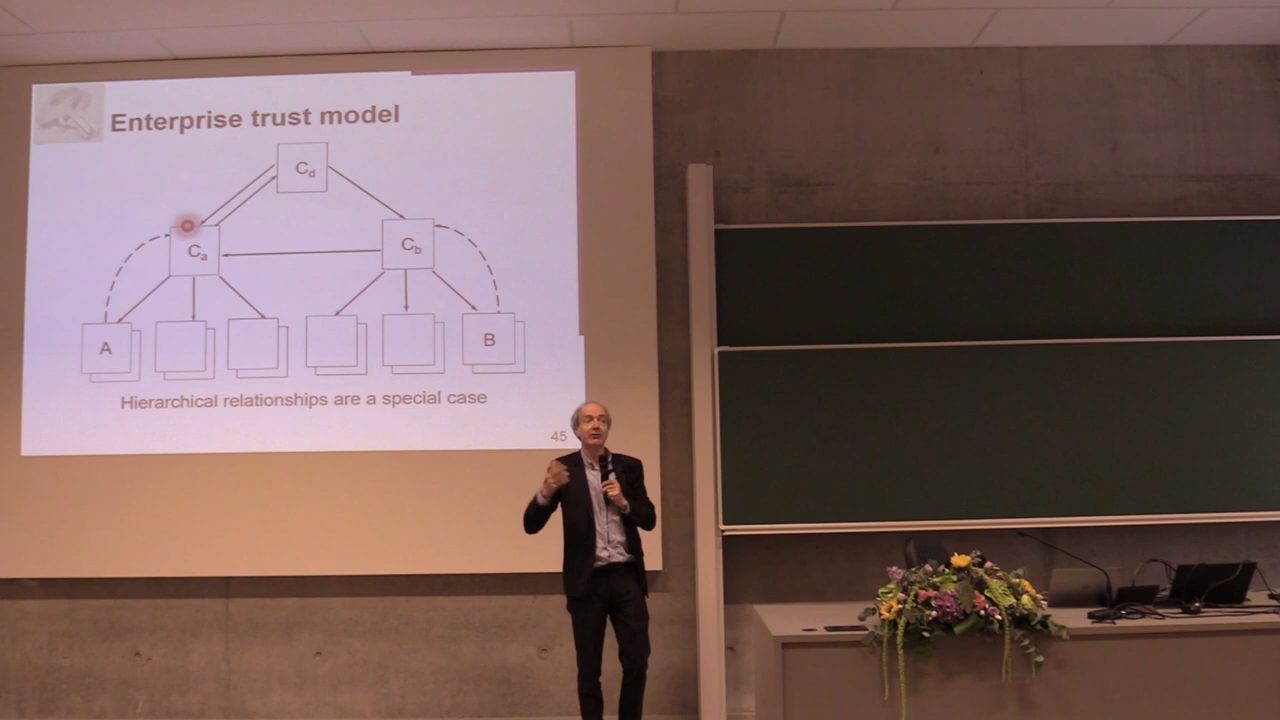 Enterprise trust model
Cd
Ca
Cb
A
B
Hierarchical relationships are a special case
45